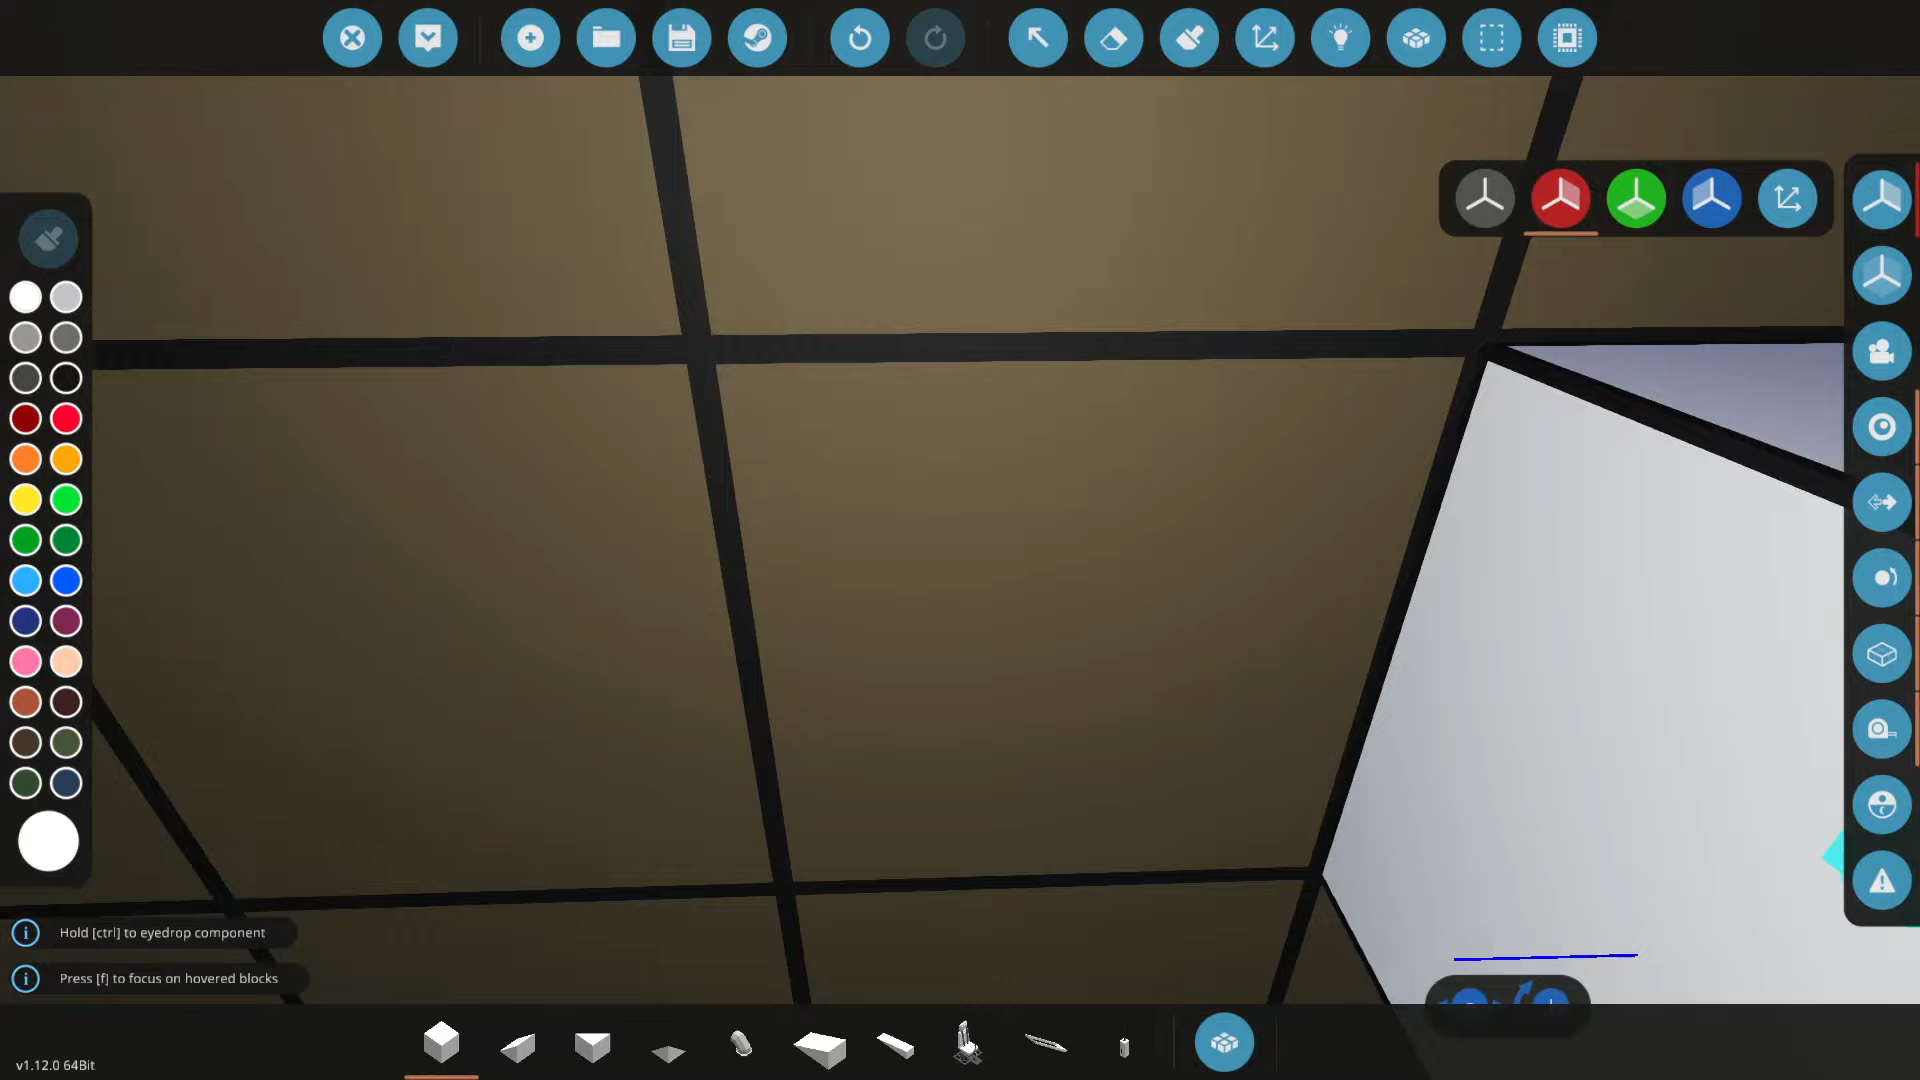 Hold [ctrl] to eyedrop component
Press [f] to focus on hovered blocks
v1.12.0 64Bit